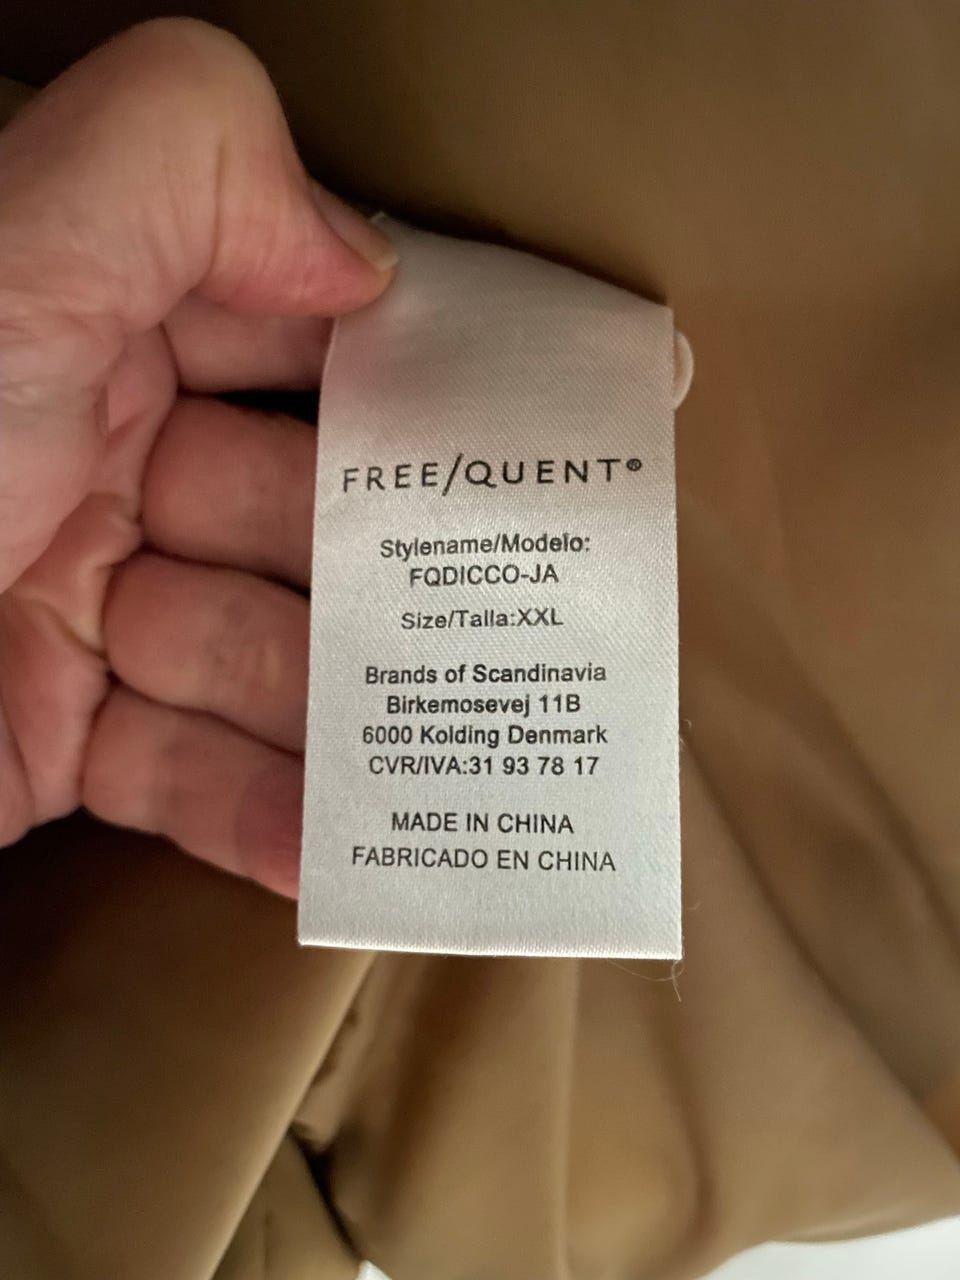 FREE/QUENT®
Stylename/Modelo:
FQDICCO-JA
Size/Talla:XXL
Brands of Scandinavia
Birkemosevej 11B
6000 Kolding Denmark
CVR/IVA:31 93 78 17
MADE IN CHINA
FABRICADO EN CHINA